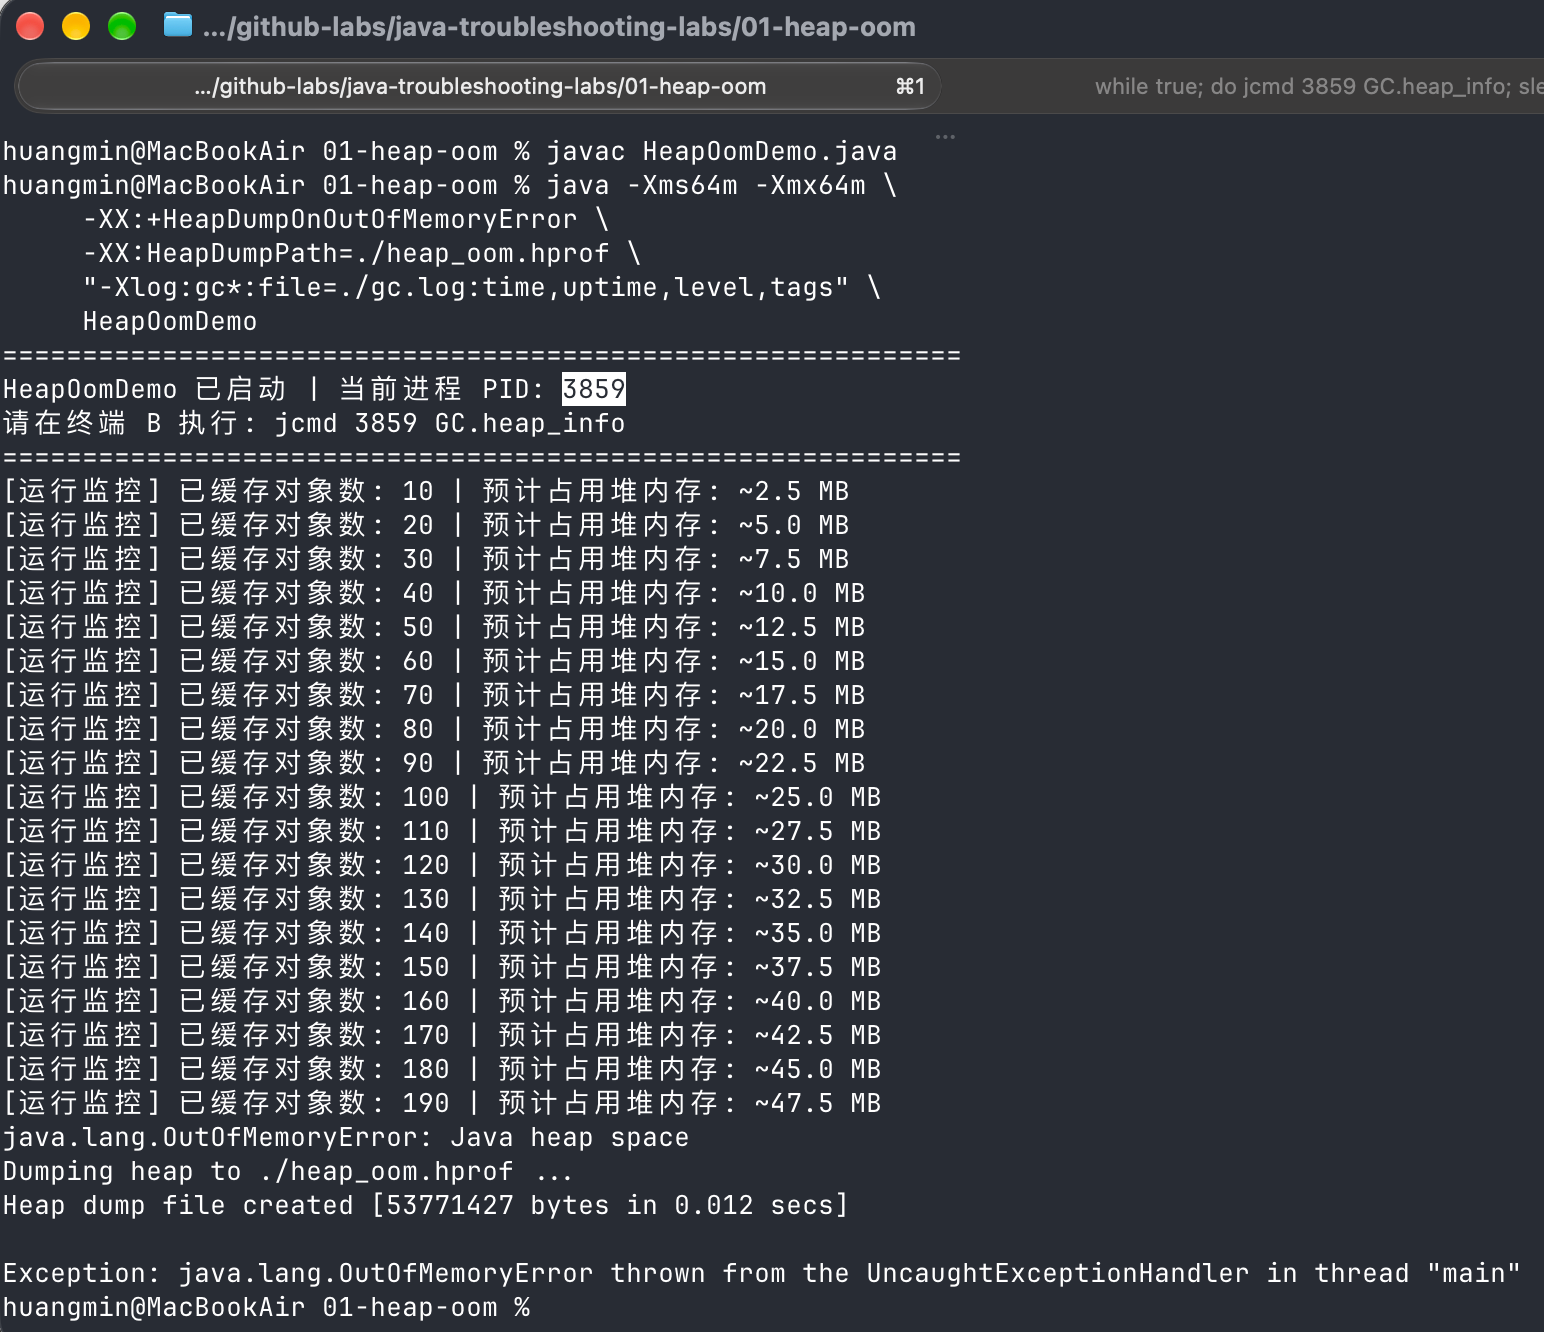 .../github-labs/java-troubleshooting-labs/01-heap-oom
.../github-labs/java-troubleshooting-labs/01-heap-oom ⌘1 while true; do jcmd 3859 GC.heap_info; sle
...
huangmin@MacBookAir 01-heap-oom % javac HeapOomDemo.java
huangmin@MacBookAir 01-heap-oom % java -Xms64m -Xmx64m \
     -XX:+HeapDumpOnOutOfMemoryError \
     -XX:HeapDumpPath=./heap_oom.hprof \
     "-Xlog:gc*:file=./gc.log:time,uptime,level,tags" \
     HeapOomDemo
============================================================
HeapOomDemo 已启动 | 当前进程 PID: 3859
请在终端 B 执行: jcmd 3859 GC.heap_info
============================================================
[运行监控] 已缓存对象数: 10 | 预计占用堆内存: ~2.5 MB
[运行监控] 已缓存对象数: 20 | 预计占用堆内存: ~5.0 MB
[运行监控] 已缓存对象数: 30 | 预计占用堆内存: ~7.5 MB
[运行监控] 已缓存对象数: 40 | 预计占用堆内存: ~10.0 MB
[运行监控] 已缓存对象数: 50 | 预计占用堆内存: ~12.5 MB
[运行监控] 已缓存对象数: 60 | 预计占用堆内存: ~15.0 MB
[运行监控] 已缓存对象数: 70 | 预计占用堆内存: ~17.5 MB
[运行监控] 已缓存对象数: 80 | 预计占用堆内存: ~20.0 MB
[运行监控] 已缓存对象数: 90 | 预计占用堆内存: ~22.5 MB
[运行监控] 已缓存对象数: 100 | 预计占用堆内存: ~25.0 MB
[运行监控] 已缓存对象数: 110 | 预计占用堆内存: ~27.5 MB
[运行监控] 已缓存对象数: 120 | 预计占用堆内存: ~30.0 MB
[运行监控] 已缓存对象数: 130 | 预计占用堆内存: ~32.5 MB
[运行监控] 已缓存对象数: 140 | 预计占用堆内存: ~35.0 MB
[运行监控] 已缓存对象数: 150 | 预计占用堆内存: ~37.5 MB
[运行监控] 已缓存对象数: 160 | 预计占用堆内存: ~40.0 MB
[运行监控] 已缓存对象数: 170 | 预计占用堆内存: ~42.5 MB
[运行监控] 已缓存对象数: 180 | 预计占用堆内存: ~45.0 MB
[运行监控] 已缓存对象数: 190 | 预计占用堆内存: ~47.5 MB
java.lang.OutOfMemoryError: Java heap space
Dumping heap to ./heap_oom.hprof ...
Heap dump file created [53771427 bytes in 0.012 secs]
Exception: java.lang.OutOfMemoryError thrown from the UncaughtExceptionHandler in thread "main"
huangmin@MacBookAir 01-heap-oom %